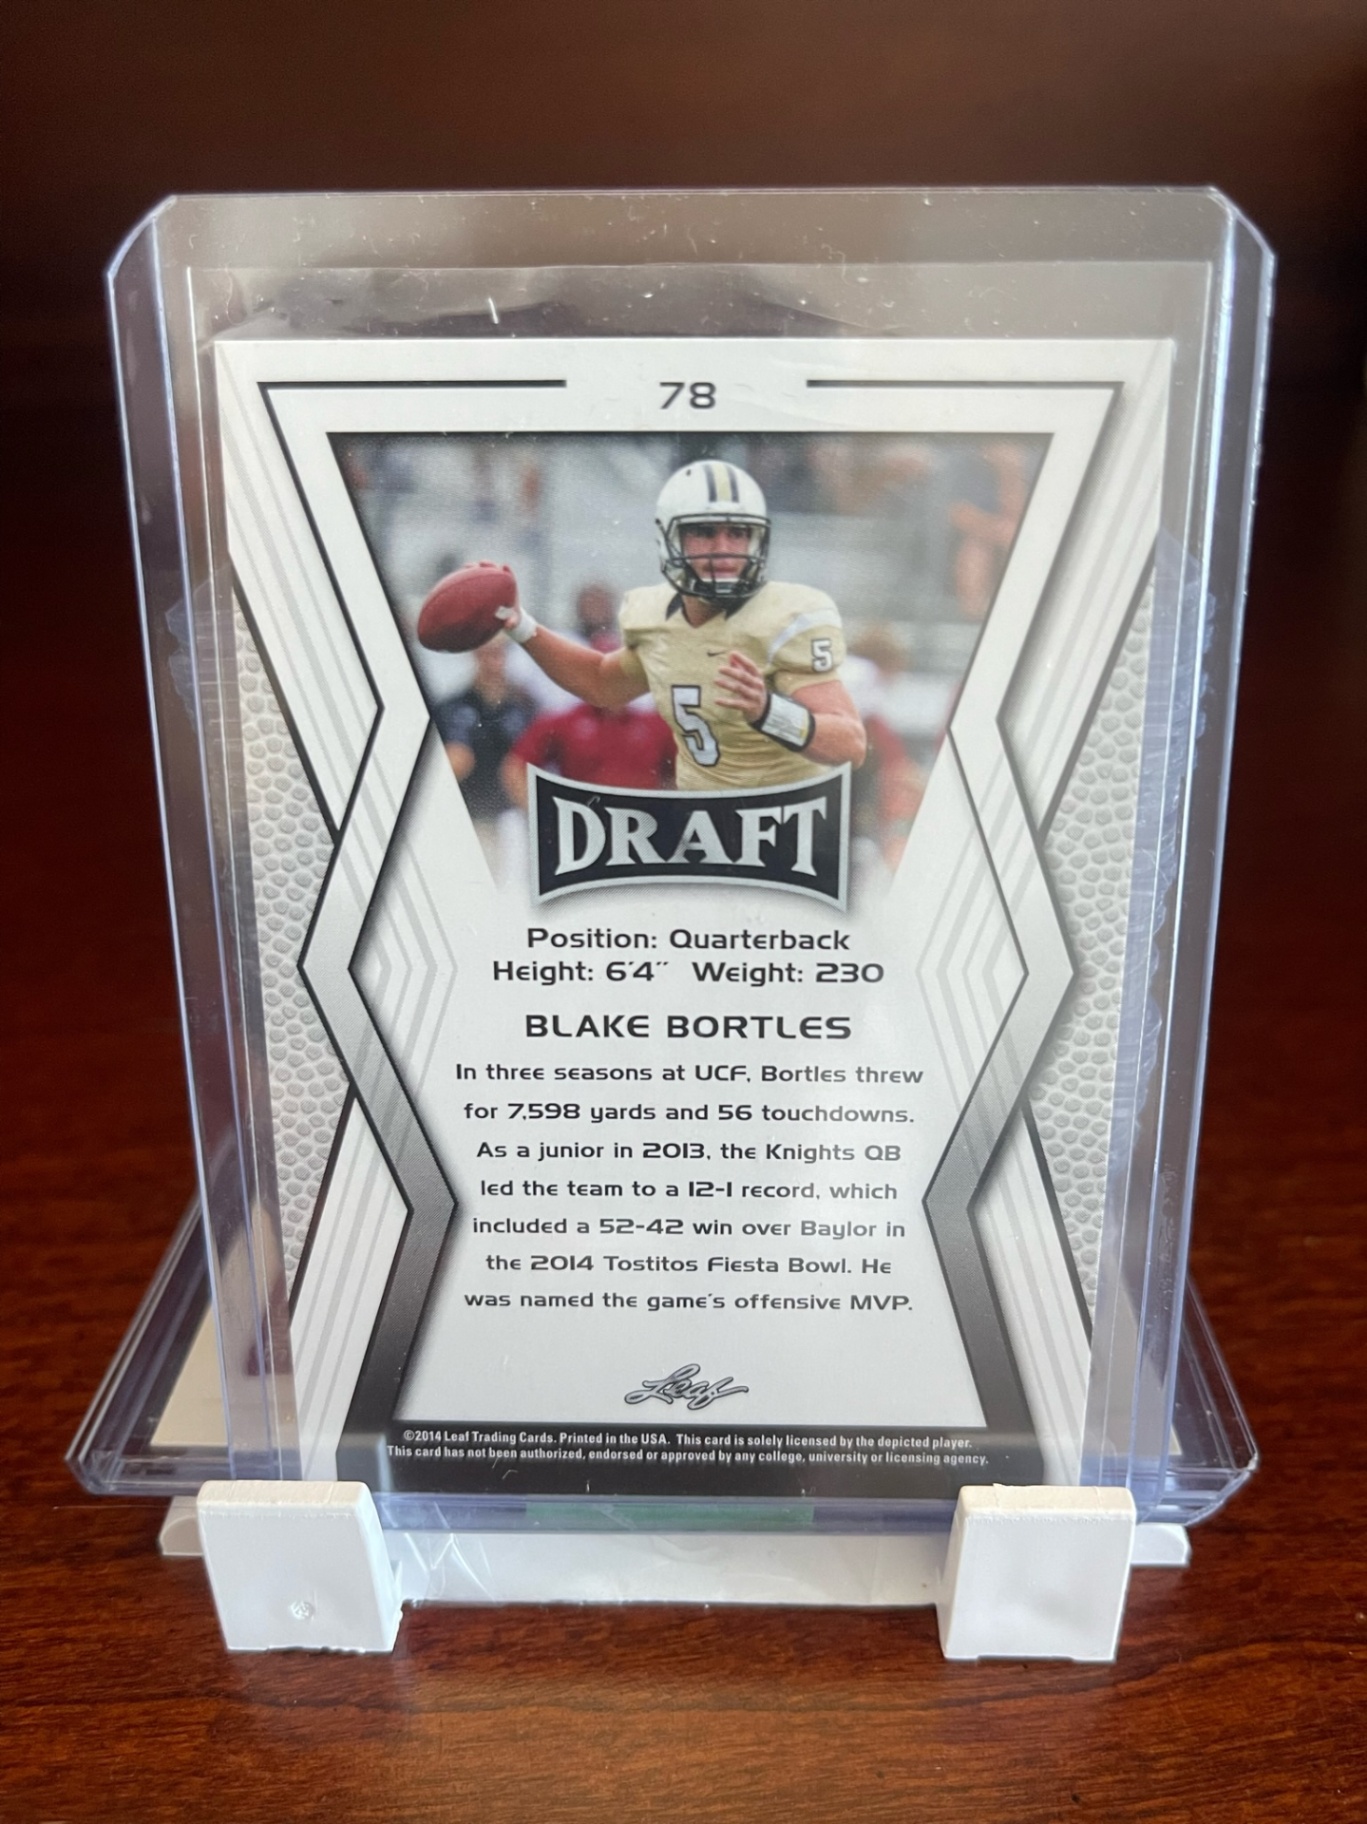 78
5
5
DRAFT
Position: Quarterback
Height: 6'4" Weight: 230
BLAKE BORTLES
In three seasons at UCF, Bortles threw
for 7,598 yards and 56 touchdowns.
As a junior in 2013, the Knights QB
led the team to a 12-1 record, which
included a 52-42 win over Baylor in
the 2014 Tostitos Fiesta Bowl. He
was named the game's offensive MVP.
Leaf
©2014 Leaf Trading Cards. Printed in the USA. This card is solely licensed by the depicted player.
This card has not been authorized, endorsed or approved by any college, university or licensing agency.